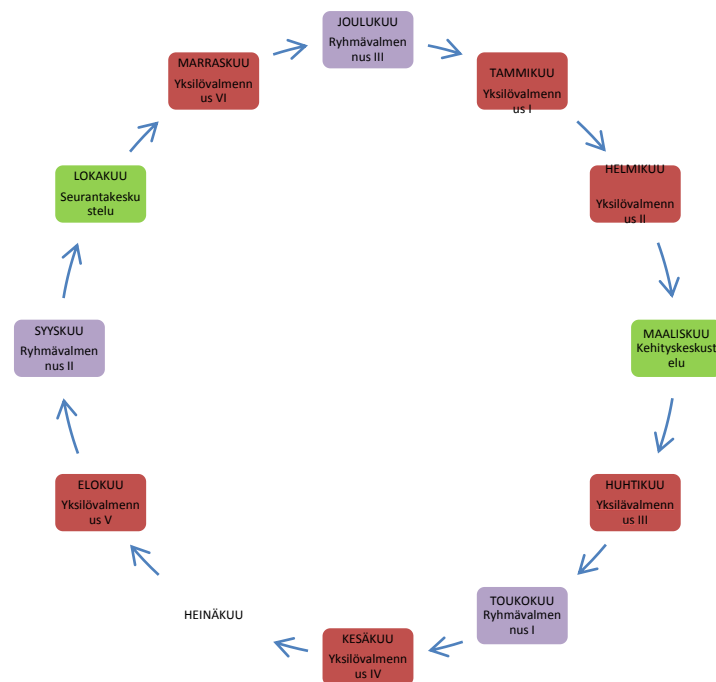 JOULUKUU
Ryhmävalmen
nus III
TAMMIKUU
Yksilövalmenn
us I
HELMIKUU
Yksilövalmenn
us II
MAALISKUU
Kehityskeskust
elu
HUHTIKUU
Yksilävalmenn
us III
TOUKOKUU
Ryhmävalmen
nus I
KESÄKUU
Yksilövalmenn
us IV
HEINÄKUU
ELOKUU
Yksilövalmenn
us V
SYYSKUU
Ryhmävalmen
nus II
LOKAKUU
Seurantakesku
stelu
MARRASKUU
Yksilövalmenn
us VI